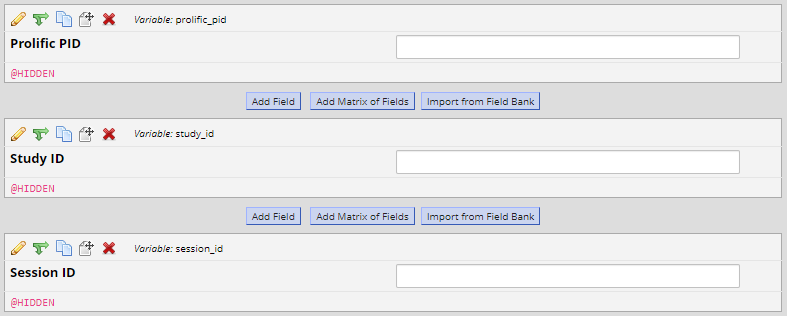 Variable: prolific_pid
Prolific PID
@HIDDEN
Add Field Add Matrix of Fields Import from Field Bank
Variable: study_id
Study ID
@HIDDEN
Add Field Add Matrix of Fields Import from Field Bank
Variable: session_id
Session ID
@HIDDEN